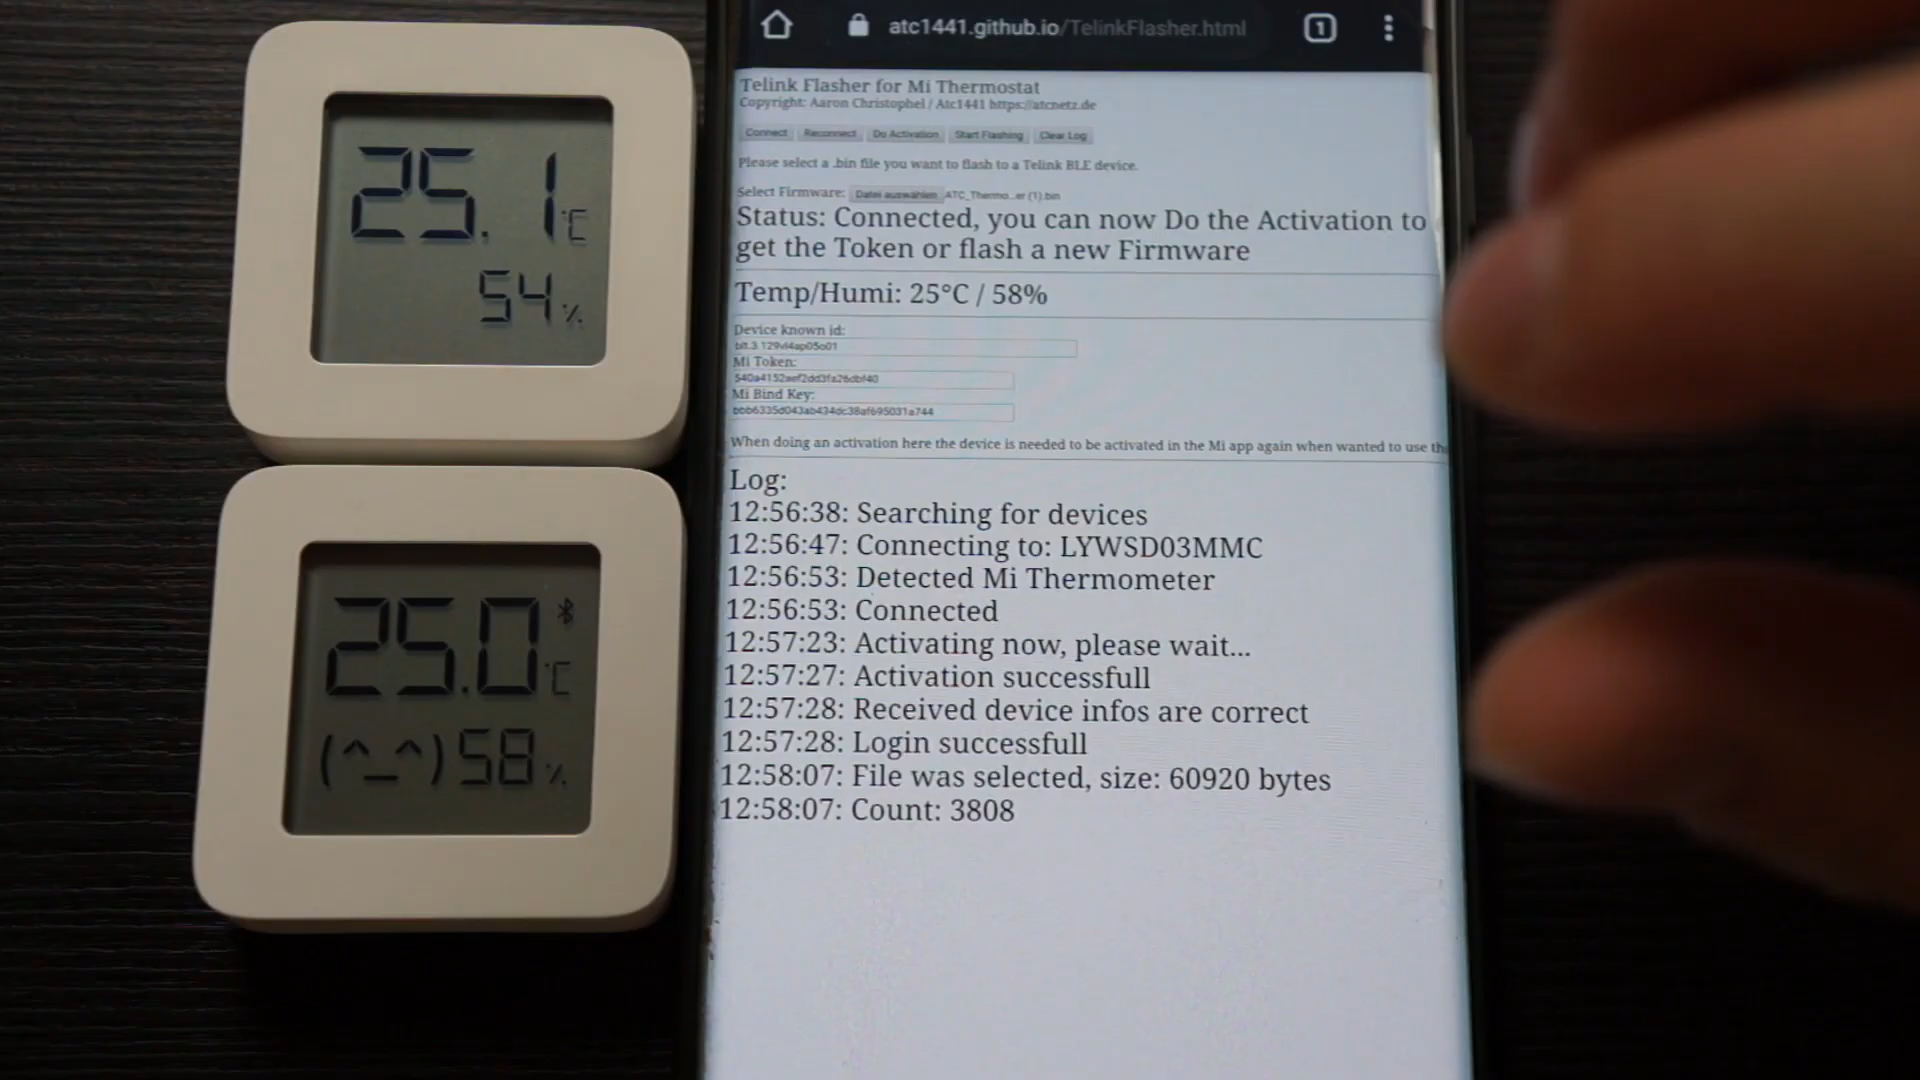 25.1°C
54%
25.0°C
(^_^) 58%
atc1441.github.io/TelinkFlasher.html
1
Telink Flasher for Mi Thermostat
Copyright: Aaron Christophel / Atc1441 https://atcnetz.de
Connect Reconnect Do Activation Start Flashing Clear Log
Please select a .bin file you want to flash to a Telink BLE device.
Select Firmware: Datei auswählen ATC_Thermo...er (1).bin
Status: Connected, you can now Do the Activation to
get the Token or flash a new Firmware
Temp/Humi: 25°C / 58%
Device known id:
Mi Token:
Mi Bind Key:
When doing an activation here the device is needed to be activated in the Mi app again when wanted to use
Log:
12:56:38: Searching for devices
12:56:47: Connecting to: LYWSD03MMC
12:56:53: Detected Mi Thermometer
12:56:53: Connected
12:57:23: Activating now, please wait...
12:57:27: Activation successfull
12:57:28: Received device infos are correct
12:57:28: Login successfull
12:58:07: File was selected, size: 60920 bytes
12:58:07: Count: 3808